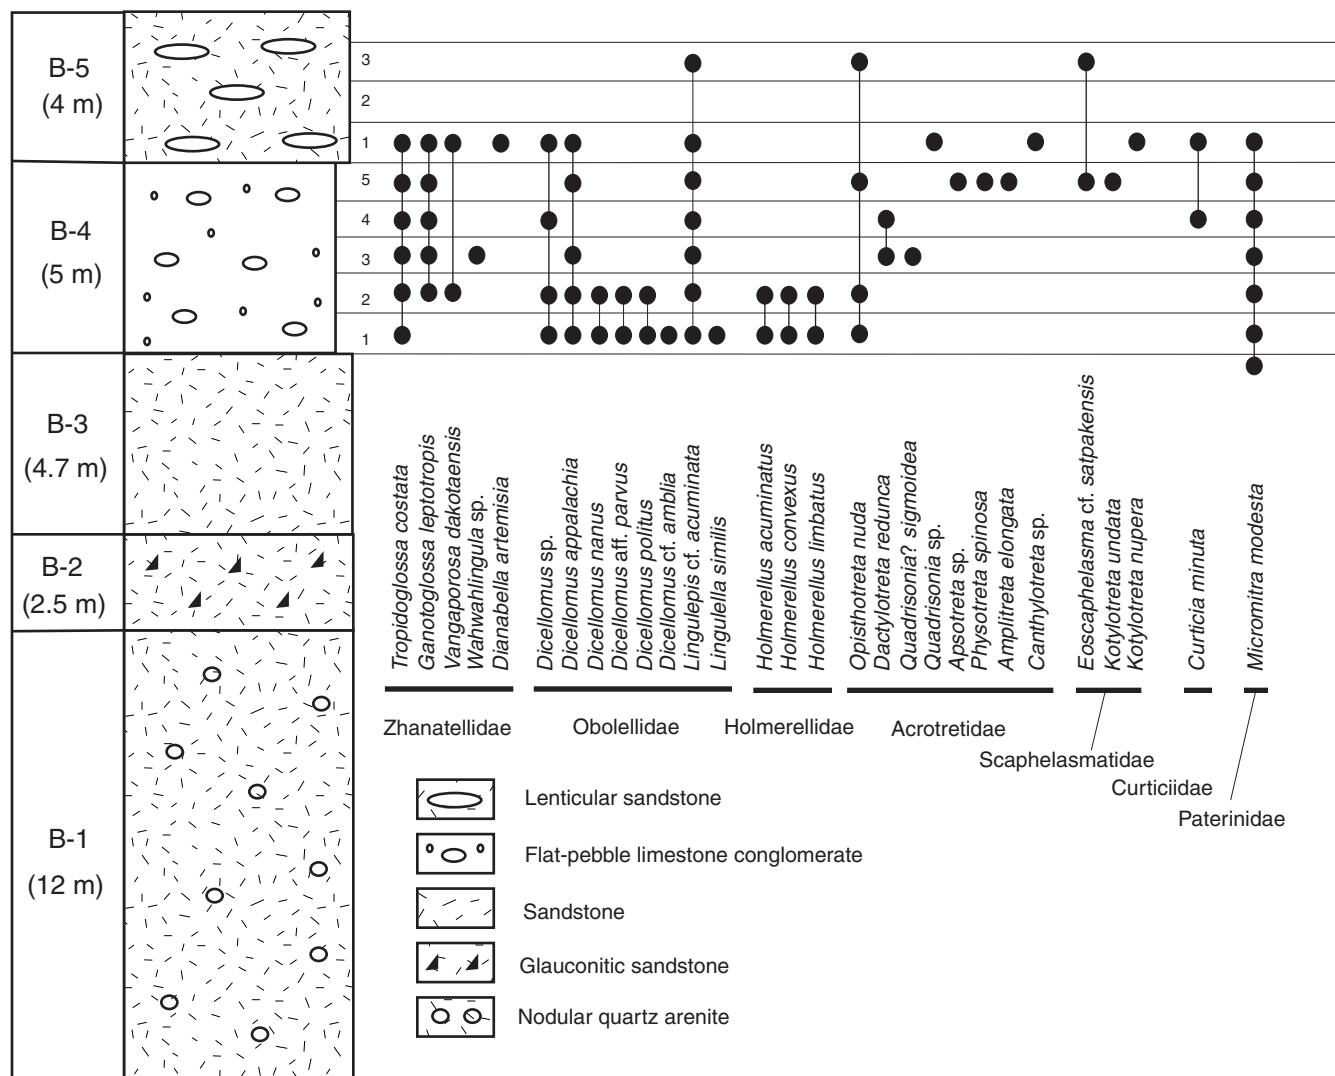 B-5
(4 m)
3
2
1
B-4
(5 m)
5
4
3
2
1
B-3
(4.7 m)
B-2
(2.5 m)
B-1
(12 m)
Tropidoglossa costata
Ganotoglossa leptotropis
Vangaporosa dakotaensis
Wahwahlingula sp.
Dianabella artemisia
Dicellomus sp.
Dicellomus appalachia
Dicellomus nanus
Dicellomus aff. parvus
Dicellomus politus
Dicellomus cf. amblia
Lingulepis cf. acuminata
Lingulella similis
Holmerellus acuminatus
Holmerellus convexus
Holmerellus limbatus
Opisthotreta nuda
Dactylotreta redunca
Quadrisonia? sigmoidea
Quadrisonia sp.
Apsotreta sp.
Physotreta spinosa
Amplitreta elongata
Canthylotreta sp.
Eoscaphelasma cf. satpakensis
Kotylotreta undata
Kotylotreta nupera
Curticia minuta
Micromitra modesta
Zhanatellidae
Obolellidae
Holmerellidae
Acrotretidae
Scaphelasmatidae
Curticiidae
Paterinidae
Lenticular sandstone
Flat-pebble limestone conglomerate
Sandstone
Glauconitic sandstone
Nodular quartz arenite